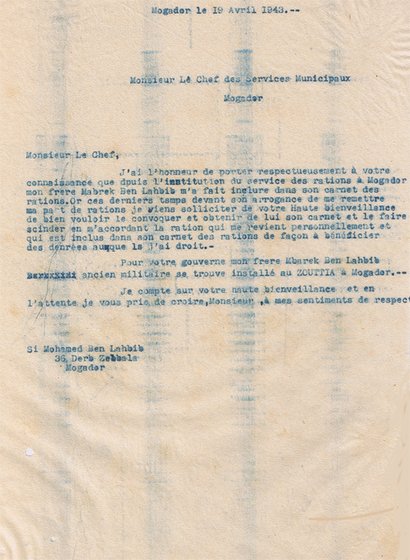 Mogador le 19 Avril 1943.--
Monsieur Le Chef des Services Municipaux
Mogador
Monsieur Le Chef,
J'ai l'honneur de porter respectueusement à votre
connaissance que dpuis l'institution du service des rations à Mogador
mon frere Mabrek Ben Lahbib m'a fait inclure dans son carnet des
rations.Or ces derniers temps devant son arrogance de me remettre
ma part de rations je viens solliciter de votre Haute bienveillance
de bien vouloir le convoquer et obtenir de lui son carnet et le faire
scinder en m'accordant la ration qui me revient personnellement et
qui est inclus dans son carnet des rations de façon à bénéficier
des denrées auxque ls j'ai droit.--
Pour votre gouverne mon frere Mbarek Ben Lahbib
ancien militaire se trouve installé au ZOUTTIA à Mogador.--
Je compte sur votre haute bienveillance et en
l'attente je vous prie de croire,Monsieur ,à mes sentiments de respect
Si Mohamed Ben Lahbib
36, Derb Zebbala
Mogador